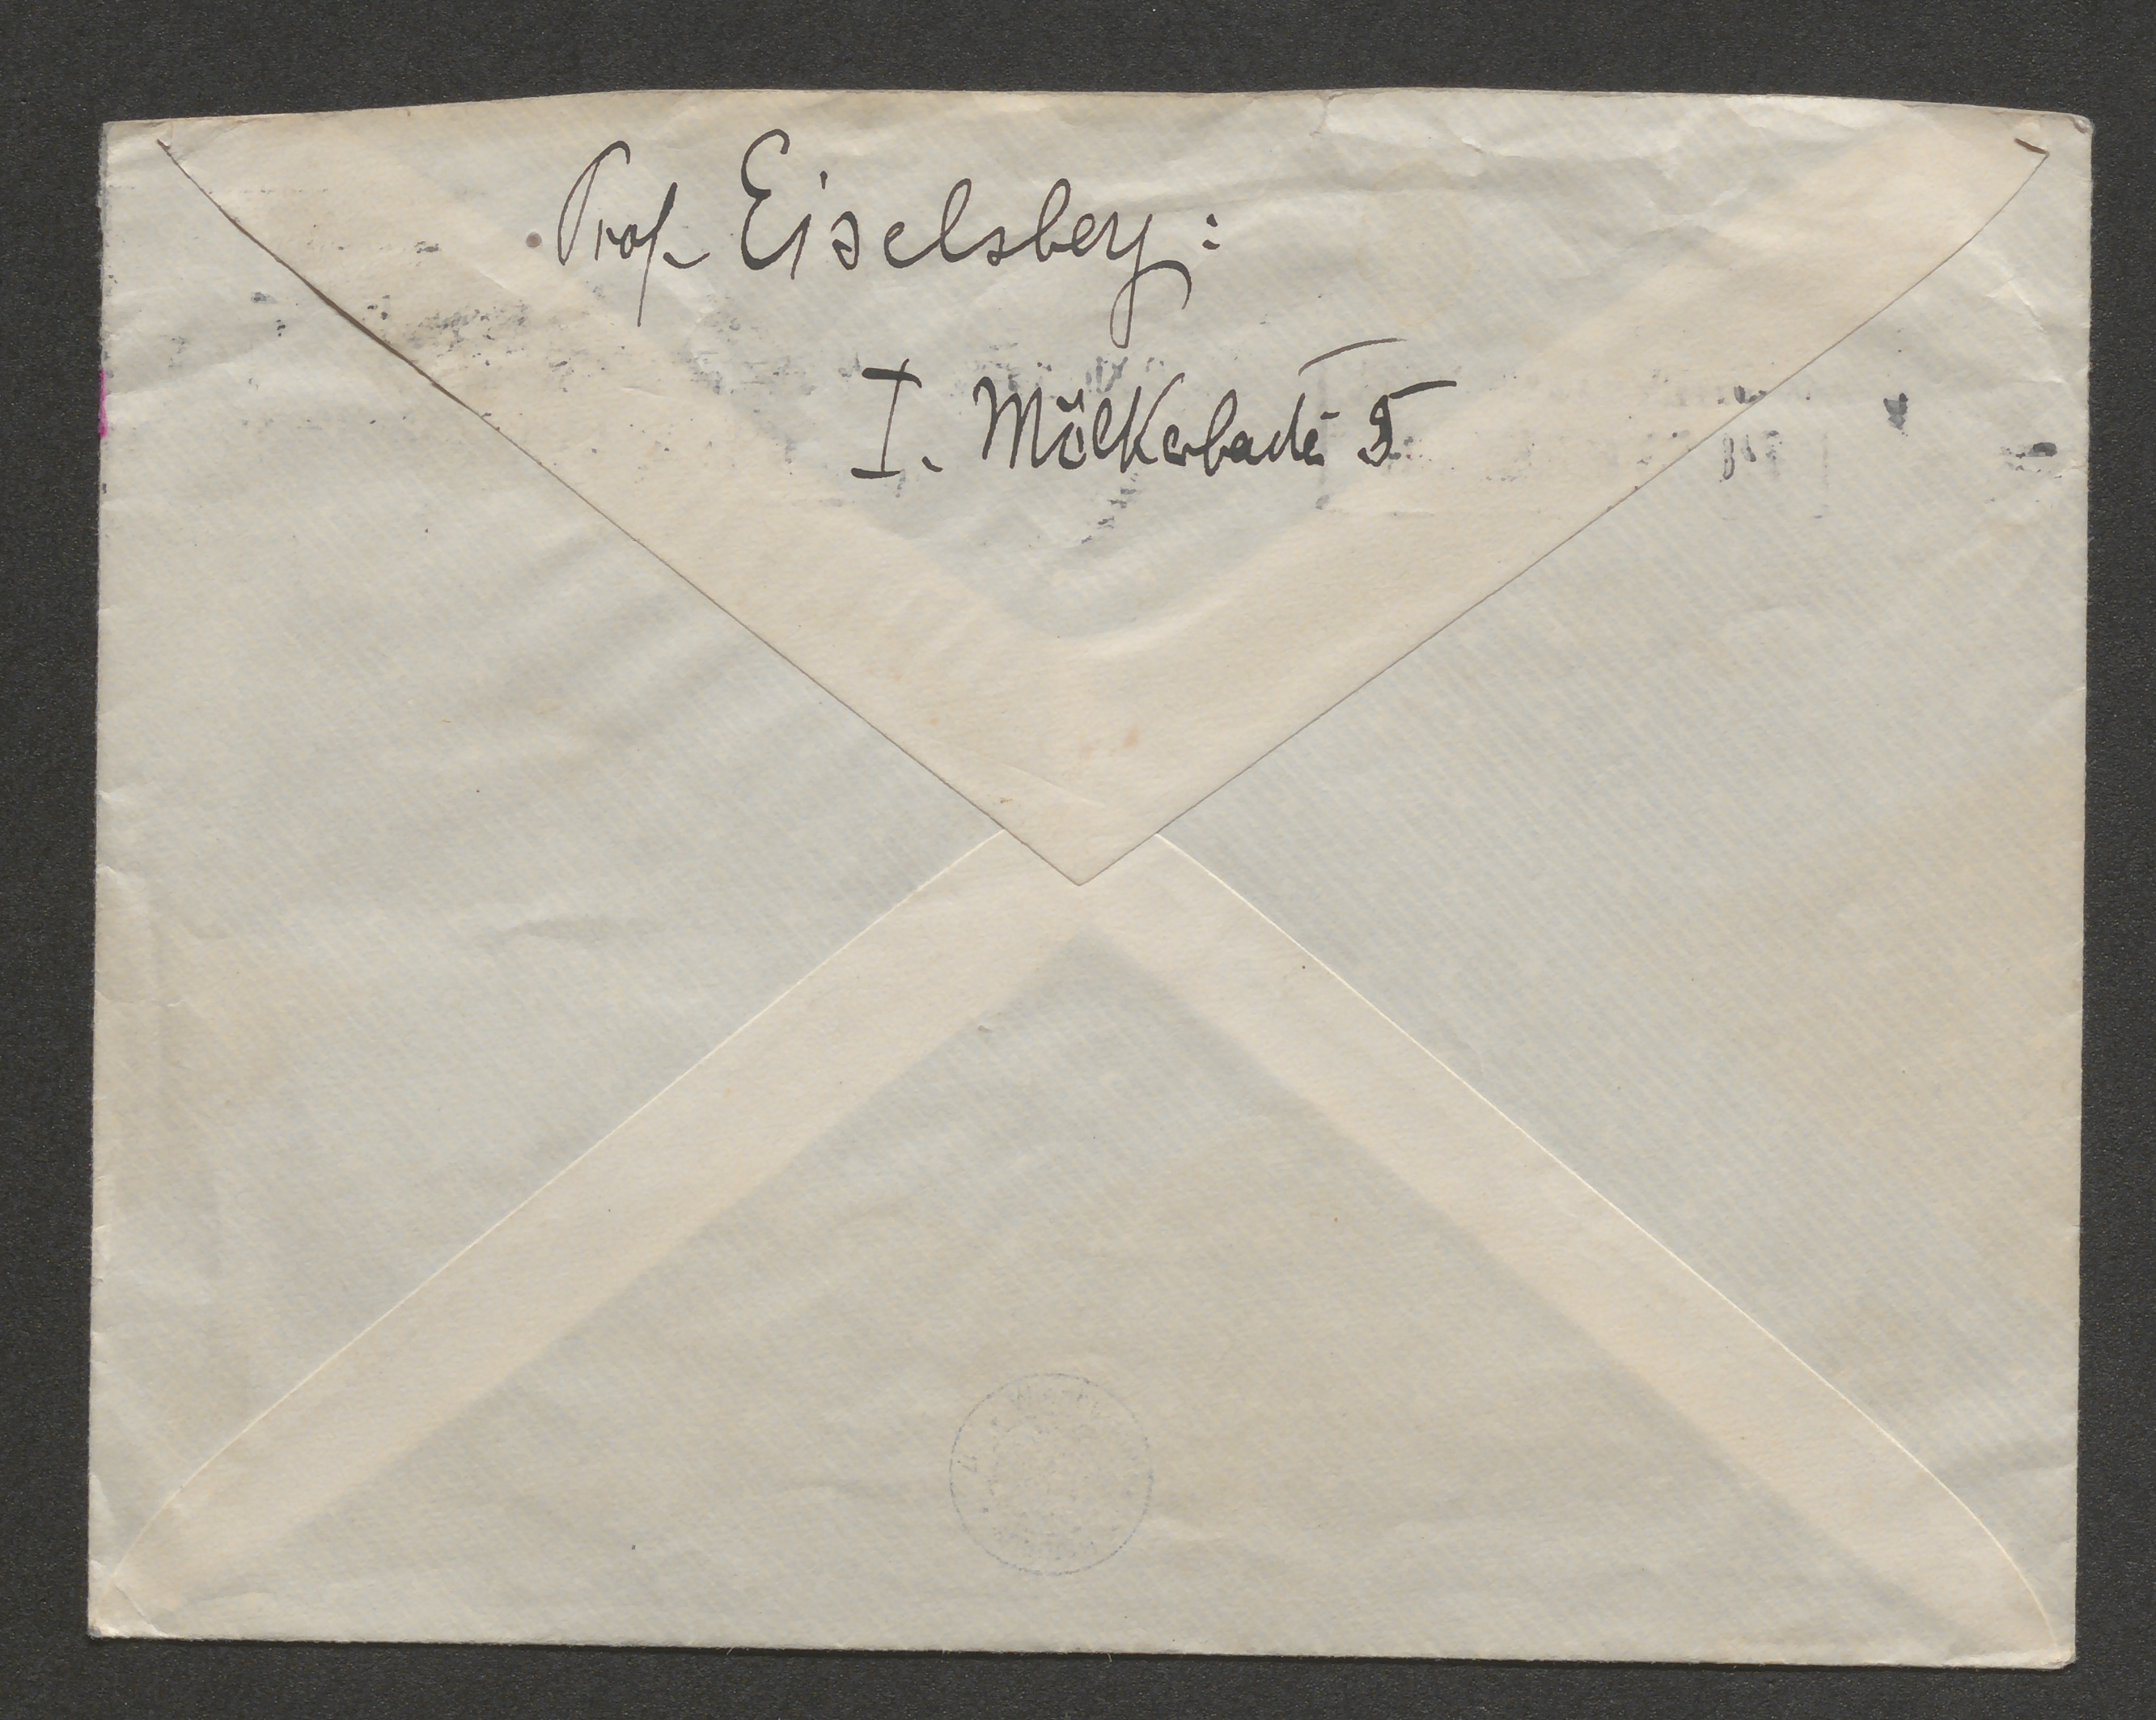 Prof. Eiselsberg:
I. Mölkerbastei 5